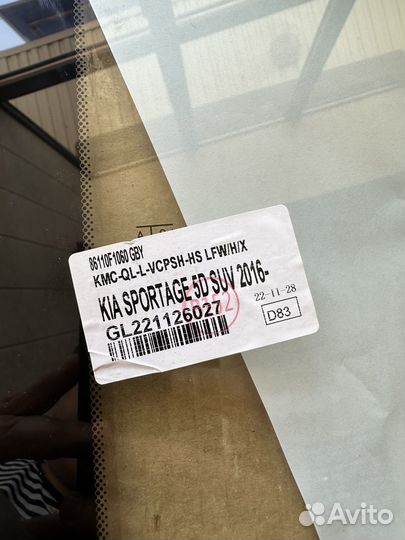 86110F1060 GBY
KMC-QL-L-VCPSH-HS LFW/H/X
KIA SPORTAGE 5D SUV 2016-
GL221126027
22-11-28
D83
Avito